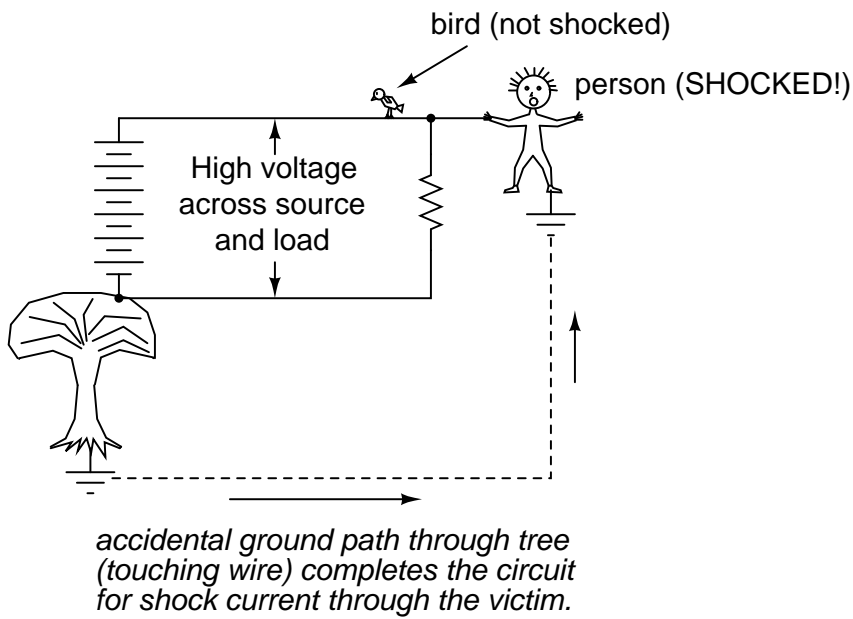 bird (not shocked)
person (SHOCKED!)
High voltage
across source
and load
accidental ground path through tree
(touching wire) completes the circuit
for shock current through the victim.